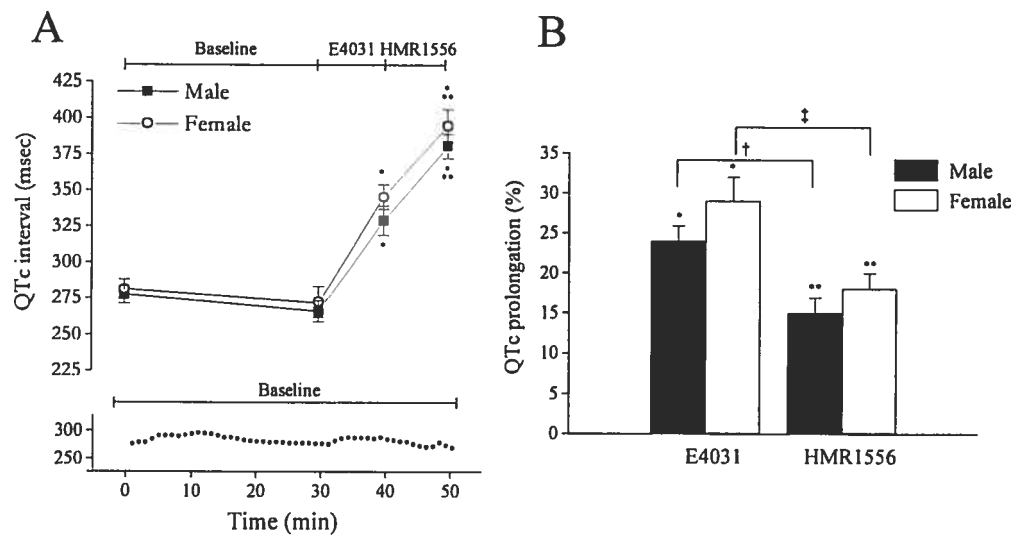 A
Baseline
E4031 HMR1556
Male
Female
QTc interval (msec)
425
400
375
350
325
300
275
250
225
Baseline
300
250
0 10 20 30 40 50
Time (min)
B
‡
†
Male
Female
QTc prolongation (%)
35
30
25
20
15
10
5
0
E4031 HMR1556